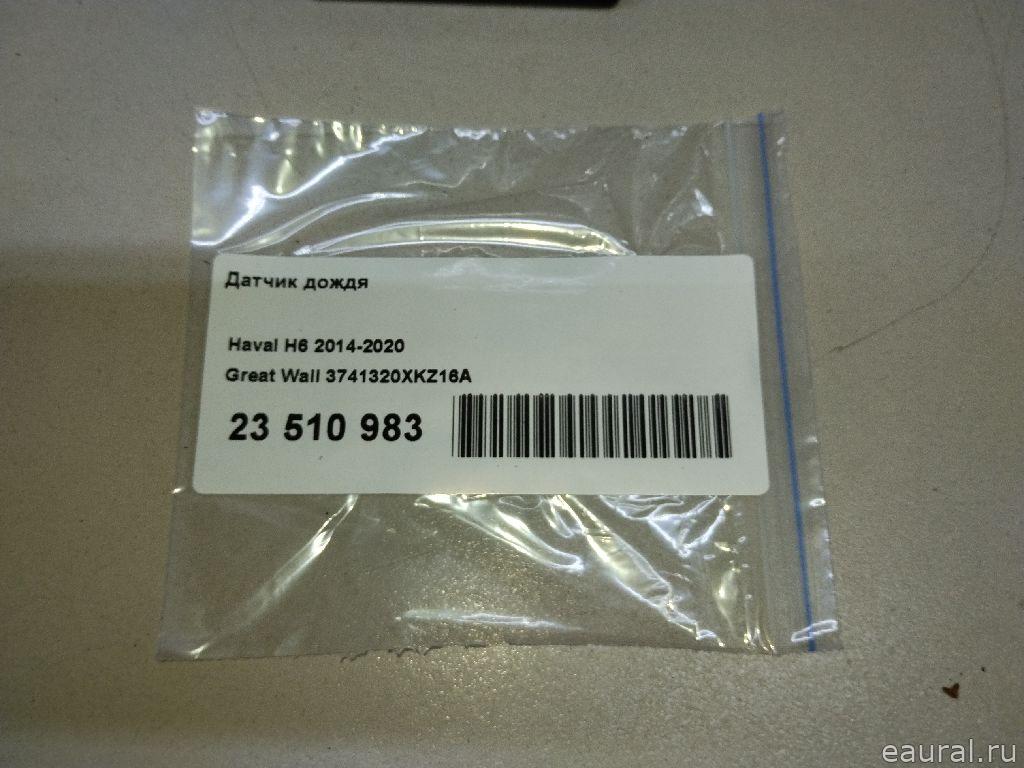 Датчик дождя
Haval H6 2014-2020
Great Wall 3741320XKZ16A
23 510 983
eaural.ru